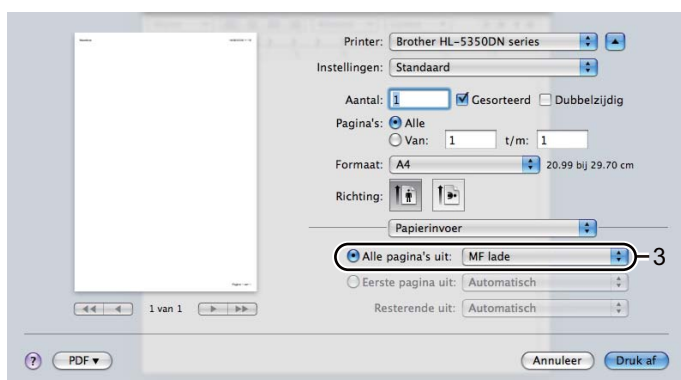 Printer: Brother HL-5350DN series
Instellingen: Standaard
Aantal: 1 Gesorteerd Dubbelzijdig
Pagina's: Alle
Van: 1 t/m: 1
Formaat: A4 20.99 bij 29.70 cm
Richting:
Papierinvoer
Alle pagina's uit: MF lade 3
Eerste pagina uit: Automatisch
Resterende uit: Automatisch
1 van 1
? PDF Annuleer Druk af